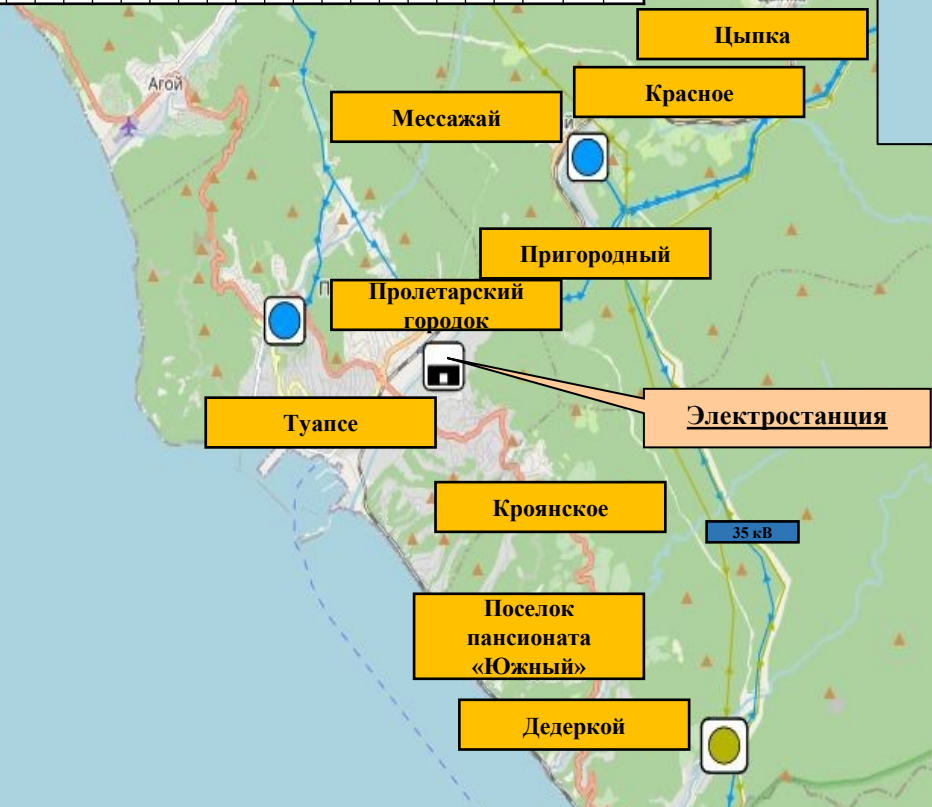 Цыпка
Красное
Агой
Мессажай
й
Пригородный
П
Пролетарский
городок
Электростанция
Туапсе
Кроянское
35 кВ
Поселок
пансионата
«Южный»
Дедеркой